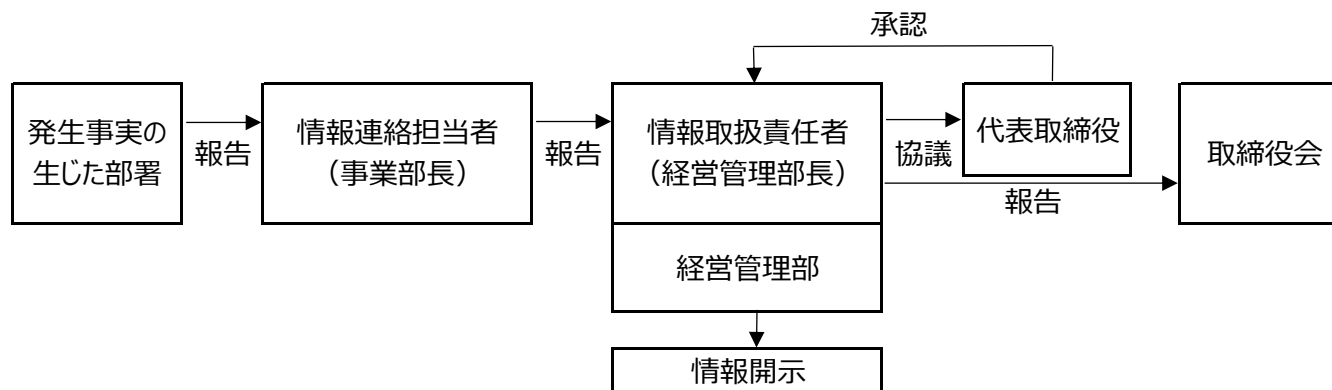 承認
発生事実の
生じた部署
報告
情報連絡担当者
（事業部長）
報告
情報取扱責任者
（経営管理部長）
協議
代表取締役
報告
取締役会
経営管理部
情報開示